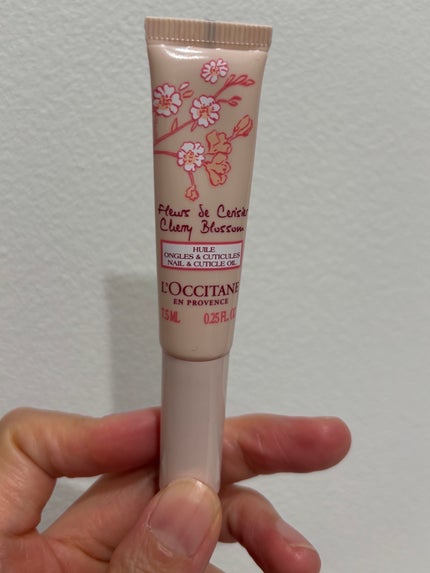 Fleurs de Cerisier
Cherry Blossom
HUILE
ONGLES & CUTICULES
NAIL & CUTICLE OIL
L'OCCITANE
EN PROVENCE
7.5 ML 0.25 FL.